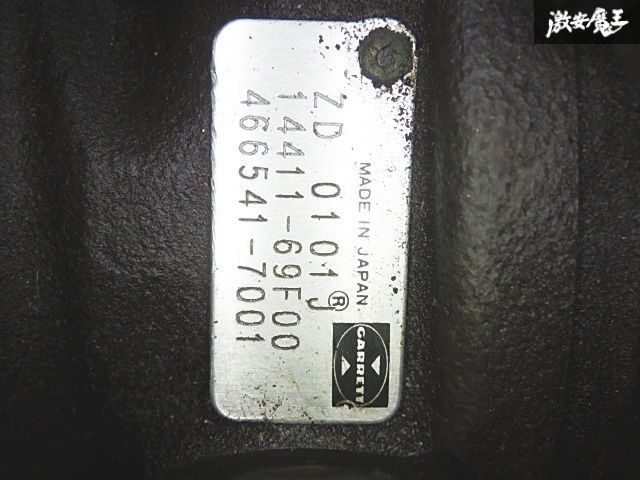 激安魔王
MADE IN JAPAN
ZD 0101J
14411-69F00
466541-7001
®
GARRETT